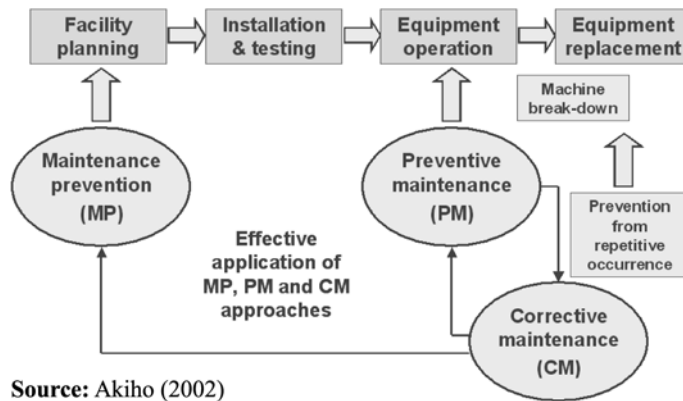 Facility
planning
Installation
& testing
Equipment
operation
Equipment
replacement
Machine
break-down
Maintenance
prevention
(MP)
Preventive
maintenance
(PM)
Prevention
from
repetitive
occurrence
Effective
application of
MP, PM and CM
approaches
Corrective
maintenance
(CM)
Source: Akiho (2002)